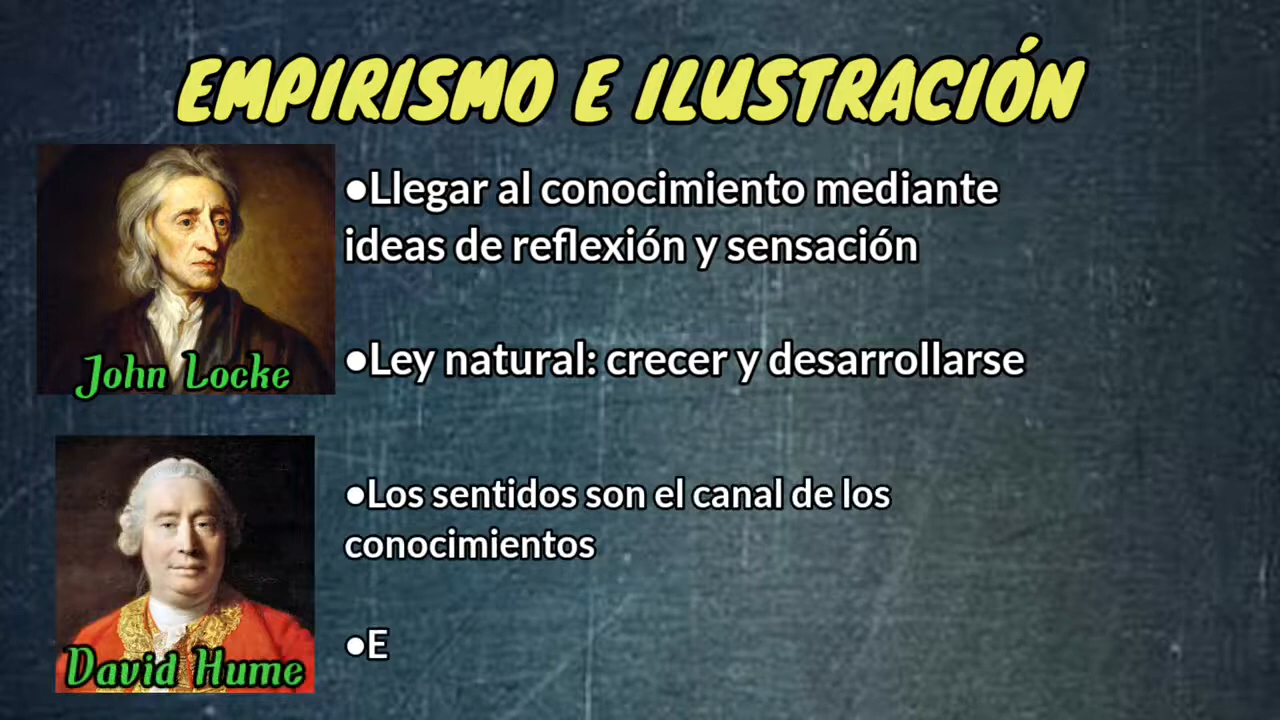 EMPIRISMO E ILUSTRACIÓN
●Llegar al conocimiento mediante
ideas de reflexión y sensación
●Ley natural: crecer y desarrollarse
John Locke
●Los sentidos son el canal de los
conocimientos
●E
David Hume